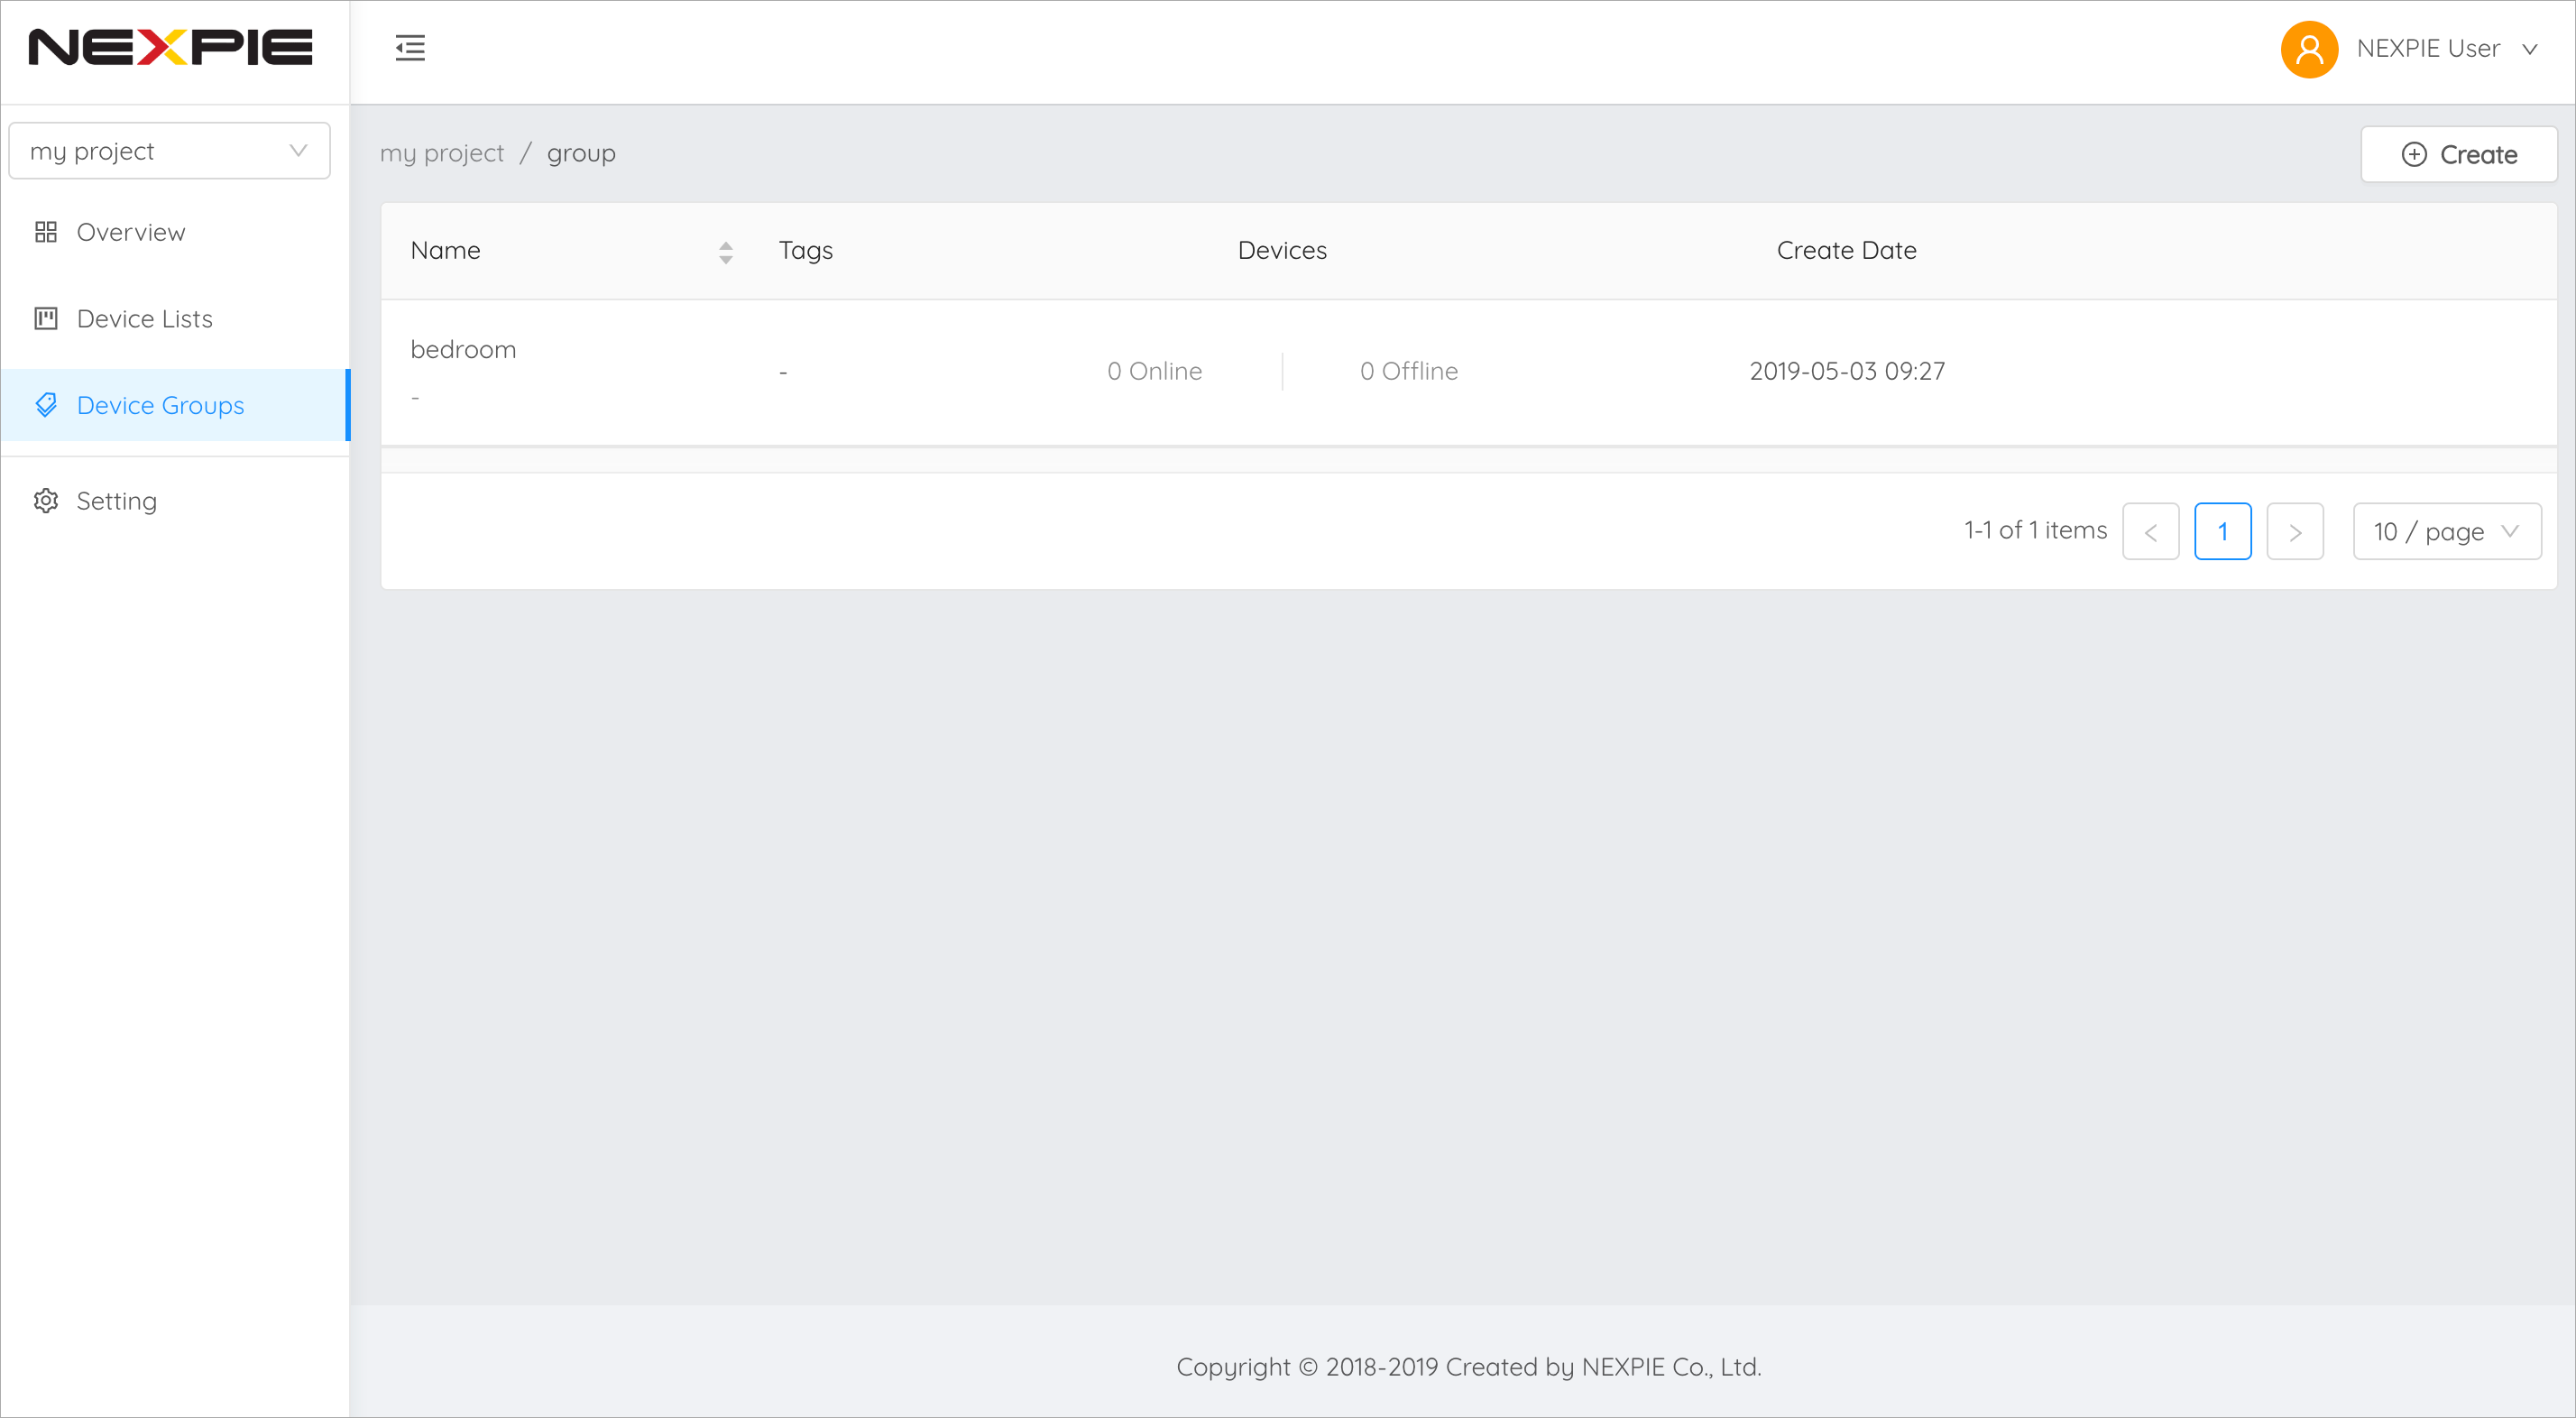 NEXPIE
NEXPIE User
my project
my project / group
Create
Overview
Device Lists
Device Groups
Setting
Name Tags Devices Create Date
bedroom
-
- 0 Online 0 Offline 2019-05-03 09:27
1-1 of 1 items < 1 > 10 / page
Copyright © 2018-2019 Created by NEXPIE Co., Ltd.